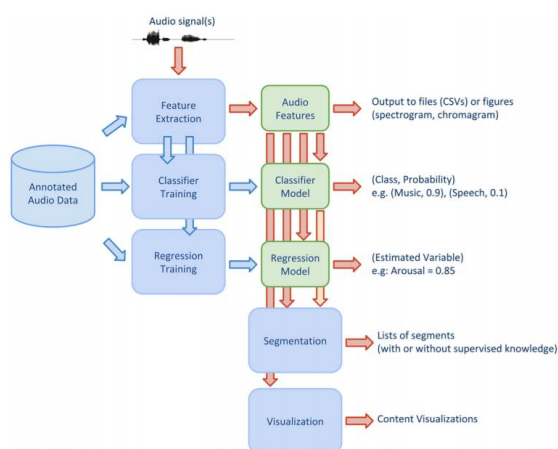 Audio signal(s)
Feature
Extraction
Audio
Features
Output to files (CSVs) or figures
(spectrogram, chromagram)
Annotated
Audio Data
Classifier
Training
Classifier
Model
(Class, Probability)
e.g. (Music, 0.9), (Speech, 0.1)
Regression
Training
Regression
Model
(Estimated Variable)
e.g: Arousal = 0.85
Segmentation
Lists of segments
(with or without supervised knowledge)
Visualization
Content Visualizations